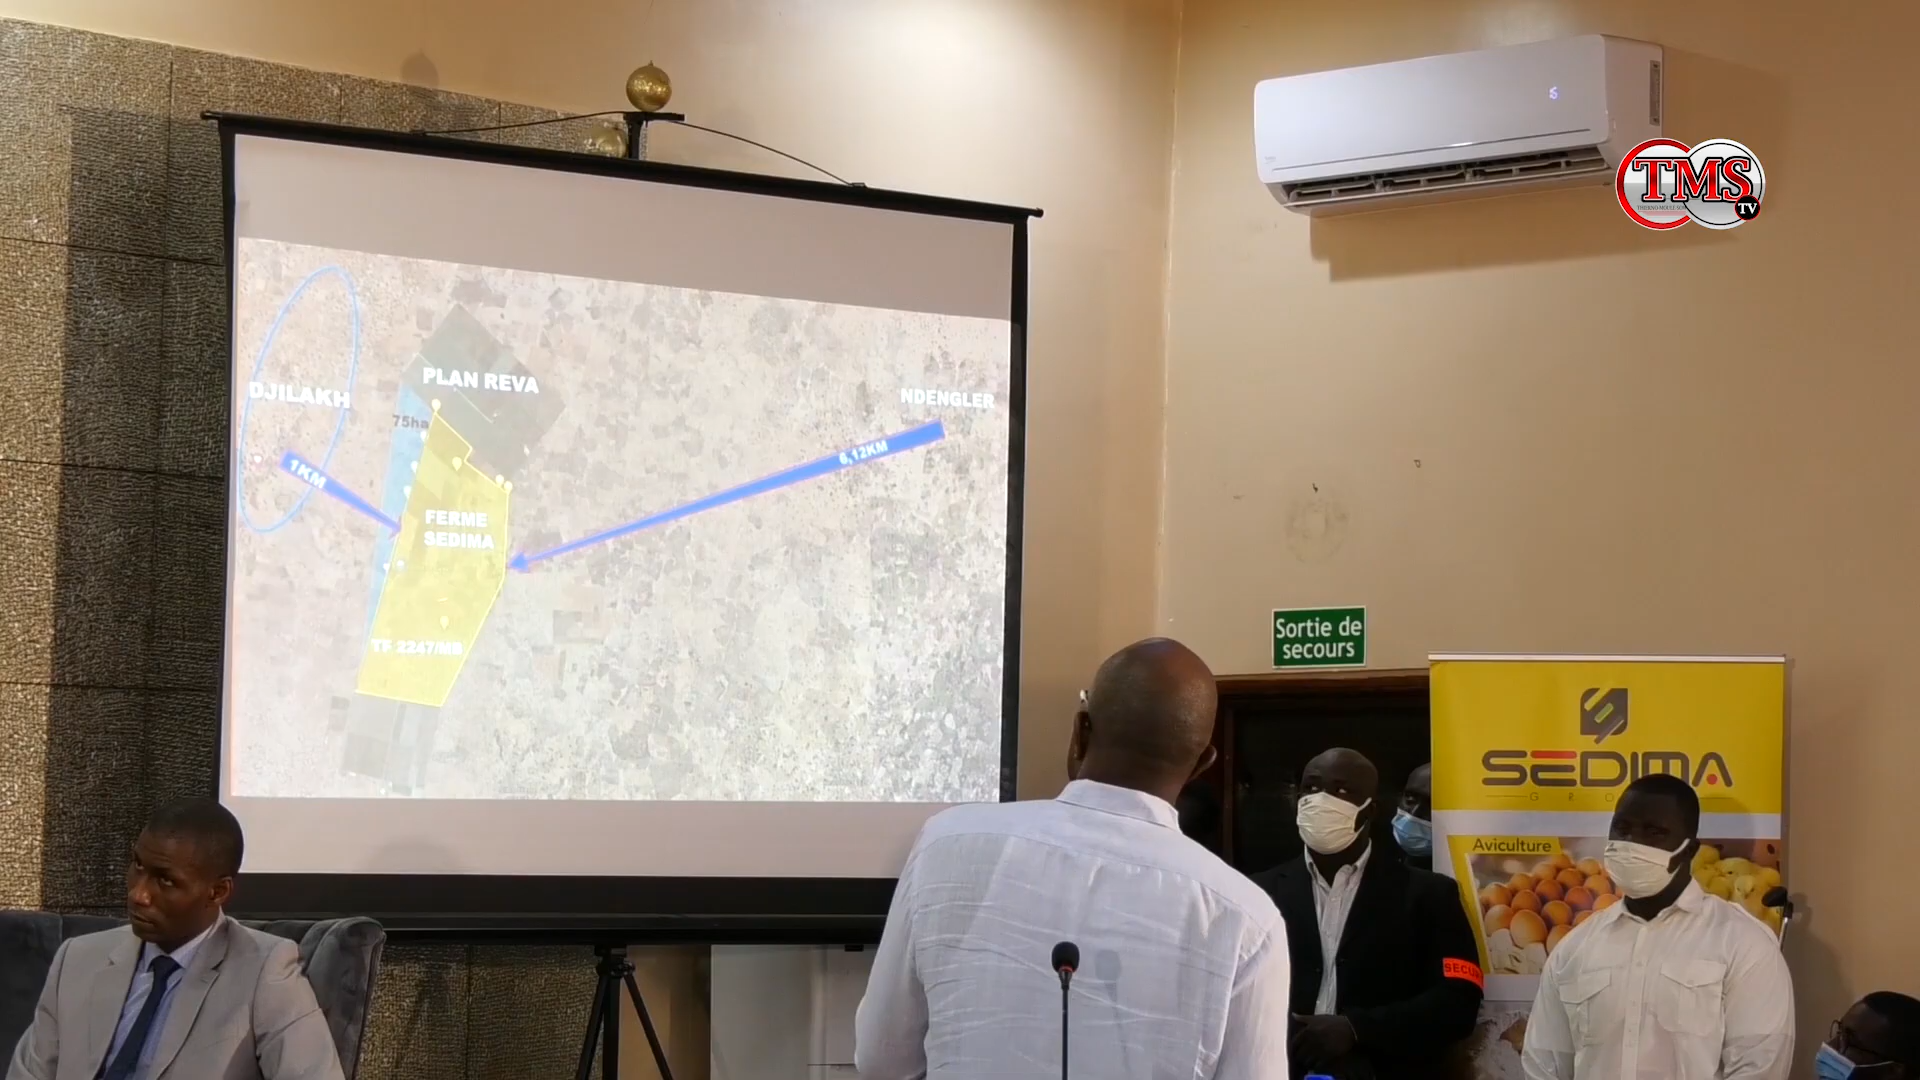 TMS
TV
PLAN REVA
DJILAKH
NDENGLER
75ha
6,12KM
1KM
FERME
SEDIMA
TF 2247/MB
Sortie de
secours
SEDIMA
Aviculture
SECU